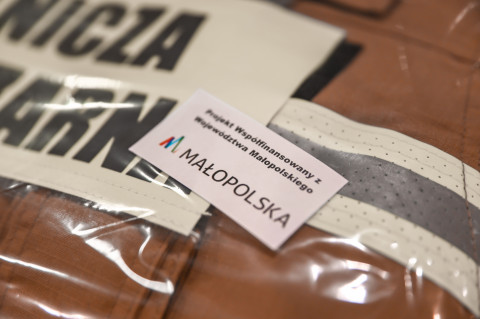 NICZA
ARN
Projekt Współfinansowany z
Województwa Małopolskiego
MAŁOPOLSKA